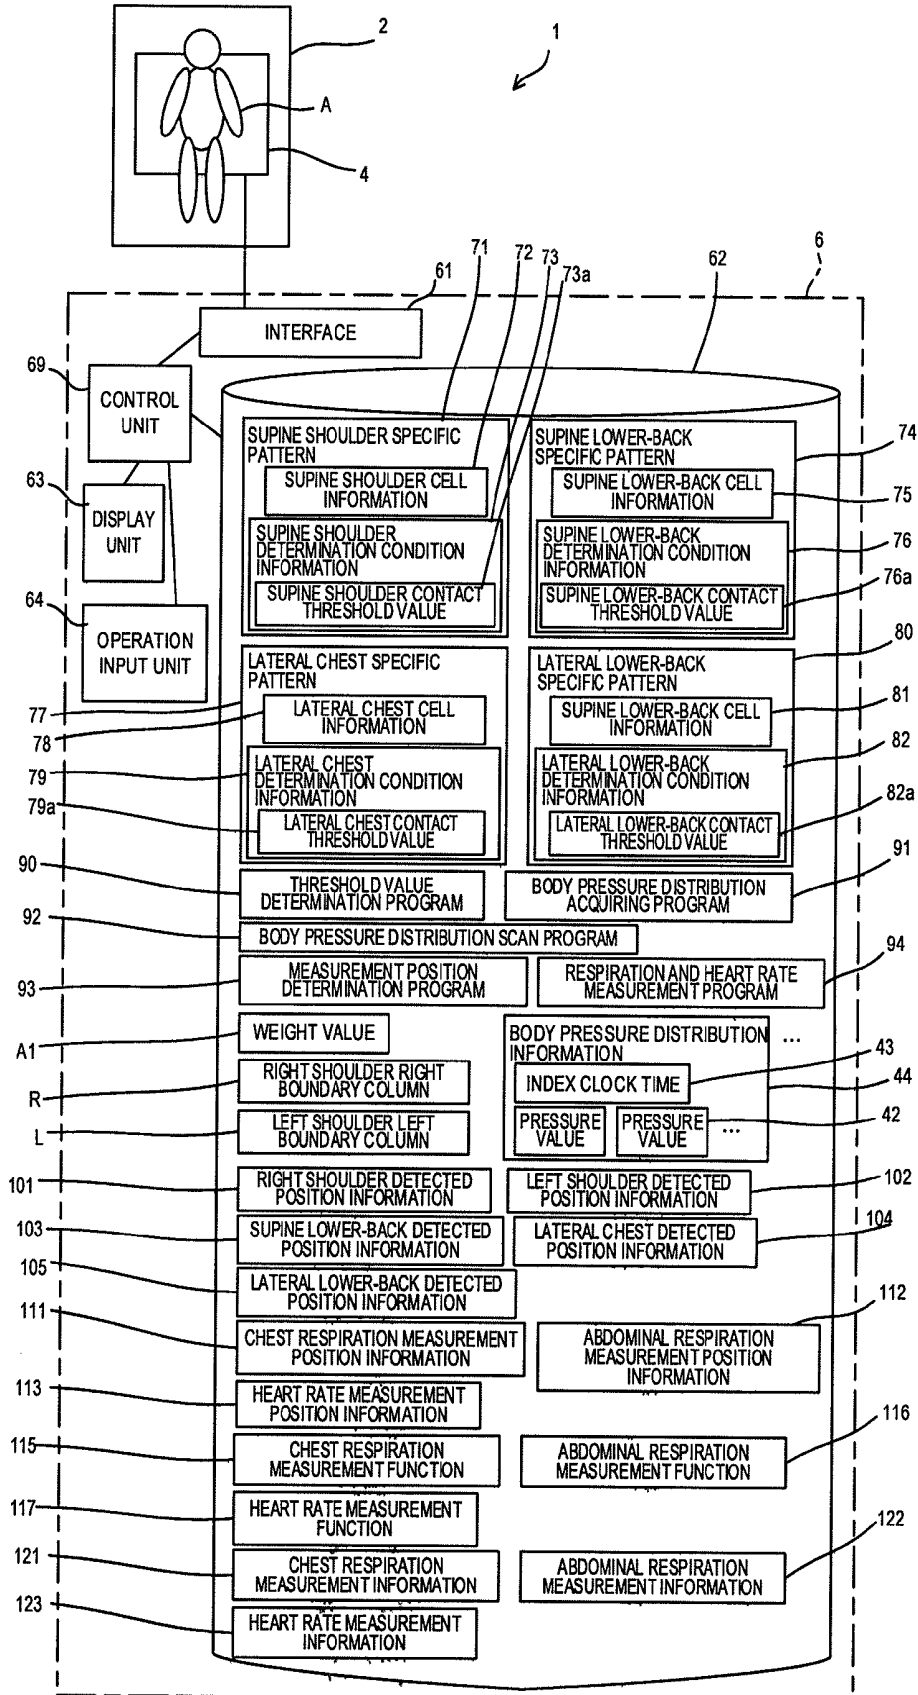 1
2
A
4
6
61
71
72
73
73a
62
INTERFACE
69
CONTROL
UNIT
63
DISPLAY
UNIT
64
OPERATION
INPUT UNIT
SUPINE SHOULDER SPECIFIC
PATTERN
SUPINE SHOULDER CELL
INFORMATION
SUPINE SHOULDER
DETERMINATION CONDITION
INFORMATION
SUPINE SHOULDER CONTACT
THRESHOLD VALUE
SUPINE LOWER-BACK
SPECIFIC PATTERN
74
SUPINE LOWER-BACK CELL
INFORMATION
75
SUPINE LOWER-BACK
DETERMINATION CONDITION
INFORMATION
76
76a
SUPINE LOWER-BACK CONTACT
THRESHOLD VALUE
80
LATERAL CHEST SPECIFIC
PATTERN
77
LATERAL CHEST CELL
INFORMATION
78
LATERAL CHEST
DETERMINATION CONDITION
INFORMATION
79
79a
LATERAL CHEST CONTACT
THRESHOLD VALUE
LATERAL LOWER-BACK
SPECIFIC PATTERN
SUPINE LOWER-BACK CELL
INFORMATION
81
LATERAL LOWER-BACK
DETERMINATION CONDITION
INFORMATION
82
82a
LATERAL LOWER-BACK CONTACT
THRESHOLD VALUE
90
THRESHOLD VALUE
DETERMINATION PROGRAM
BODY PRESSURE DISTRIBUTION
ACQUIRING PROGRAM
91
92
BODY PRESSURE DISTRIBUTION SCAN PROGRAM
93
MEASUREMENT POSITION
DETERMINATION PROGRAM
RESPIRATION AND HEART RATE
MEASUREMENT PROGRAM
94
A1
WEIGHT VALUE
BODY PRESSURE DISTRIBUTION
INFORMATION
...
43
INDEX CLOCK TIME
44
PRESSURE
VALUE
PRESSURE
VALUE
...
42
R
RIGHT SHOULDER RIGHT
BOUNDARY COLUMN
L
LEFT SHOULDER LEFT
BOUNDARY COLUMN
101
RIGHT SHOULDER DETECTED
POSITION INFORMATION
LEFT SHOULDER DETECTED
POSITION INFORMATION
102
103
SUPINE LOWER-BACK DETECTED
POSITION INFORMATION
LATERAL CHEST DETECTED
POSITION INFORMATION
104
105
LATERAL LOWER-BACK DETECTED
POSITION INFORMATION
111
CHEST RESPIRATION MEASUREMENT
POSITION INFORMATION
112
ABDOMINAL RESPIRATION
MEASUREMENT POSITION
INFORMATION
113
HEART RATE MEASUREMENT
POSITION INFORMATION
115
CHEST RESPIRATION
MEASUREMENT FUNCTION
ABDOMINAL RESPIRATION
MEASUREMENT FUNCTION
116
117
HEART RATE MEASUREMENT
FUNCTION
121
CHEST RESPIRATION
MEASUREMENT INFORMATION
ABDOMINAL RESPIRATION
MEASUREMENT INFORMATION
122
123
HEART RATE MEASUREMENT
INFORMATION